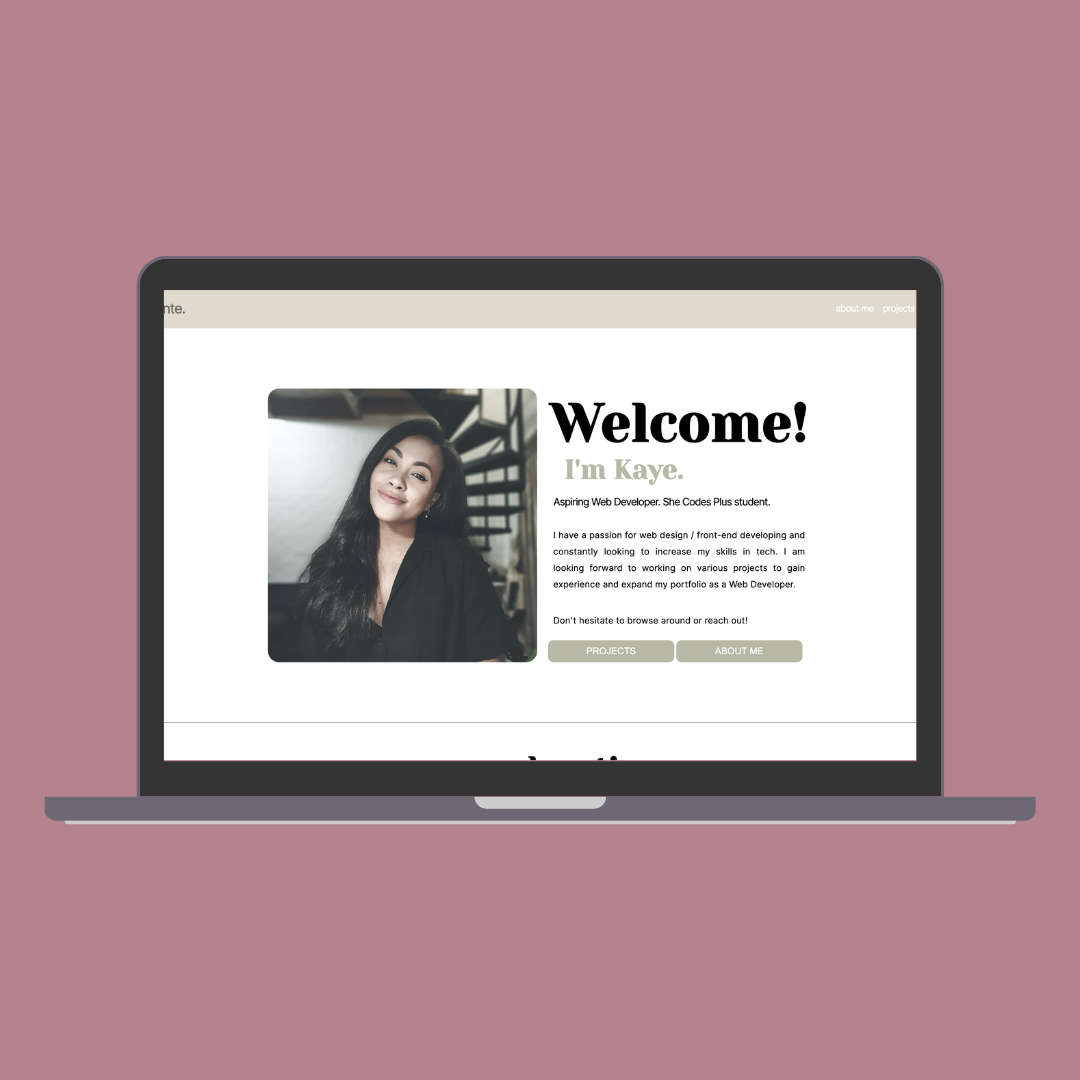 nte.
about me projects
Welcome!
I'm Kaye.
Aspiring Web Developer. She Codes Plus student.
I have a passion for web design / front-end developing and
constantly looking to increase my skills in tech. I am
looking forward to working on various projects to gain
experience and expand my portfolio as a Web Developer.
Don't hesitate to browse around or reach out!
PROJECTS ABOUT ME